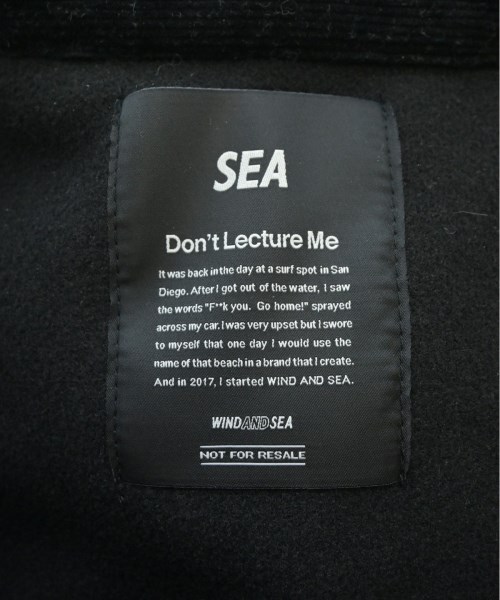 SEA
Don't Lecture Me
It was back in the day at a surf spot in San
Diego. After I got out of the water, I saw
the words "F**k you. Go home!" sprayed
across my car. I was very upset but I swore
to myself that one day I would use the
name of that beach in a brand that I create.
And in 2017, I started WIND AND SEA.
WINDANDSEA
NOT FOR RESALE